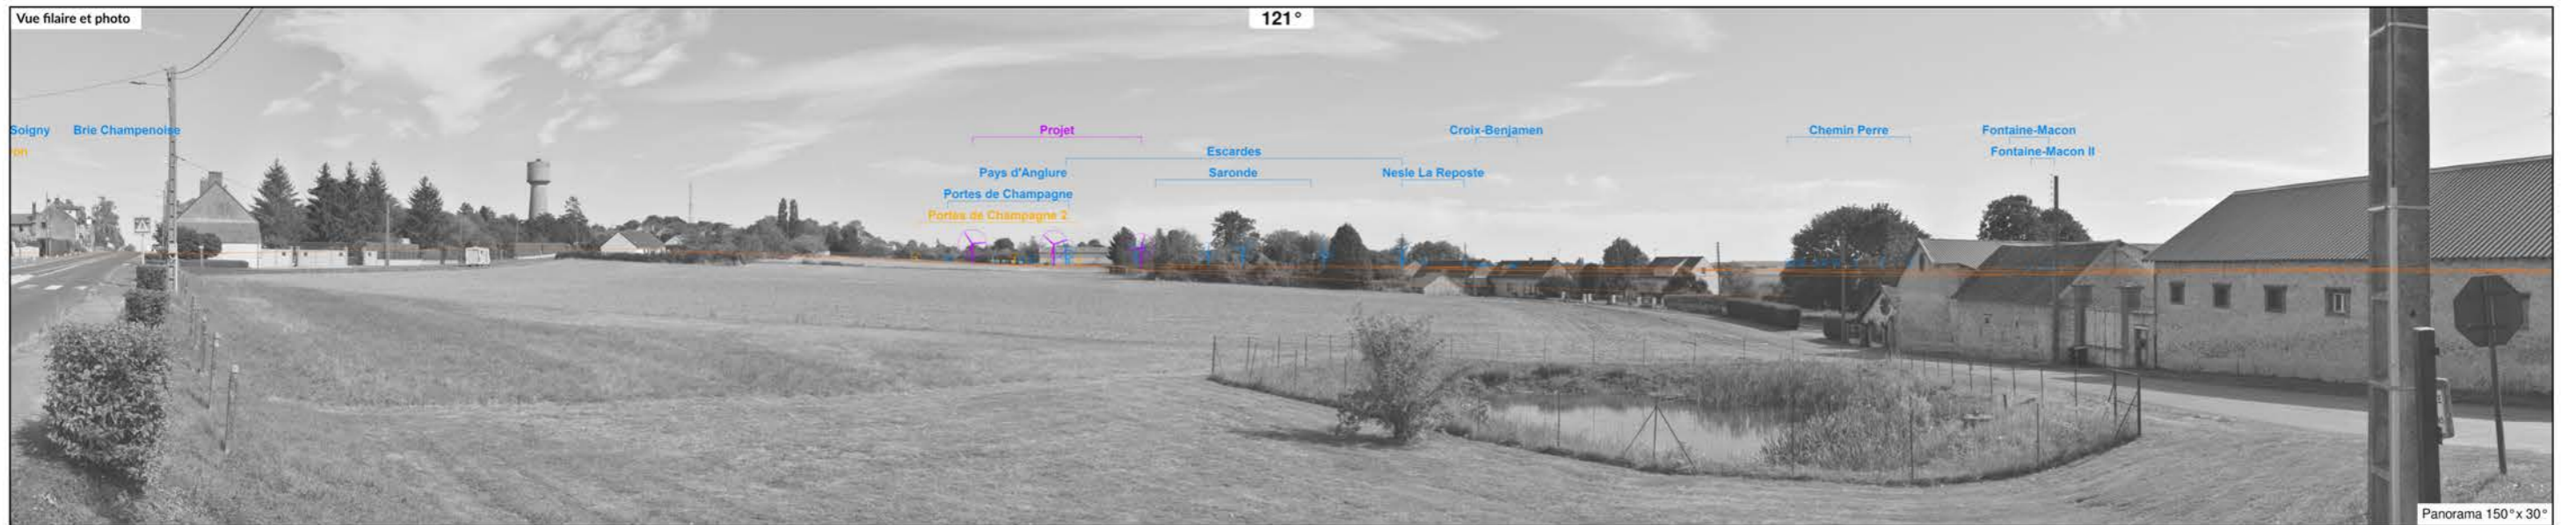 Vue filaire et photo
121°
Soigny
Brie Champenoise
Projet
Croix-Benjamen
Chemin Perre
Fontaine-Macon
on
Escardes
Fontaine-Macon II
Pays d'Anglure
Saronde
Nesle La Reposte
Portes de Champagne
Portes de Champagne 2
Panorama 150°x 30°